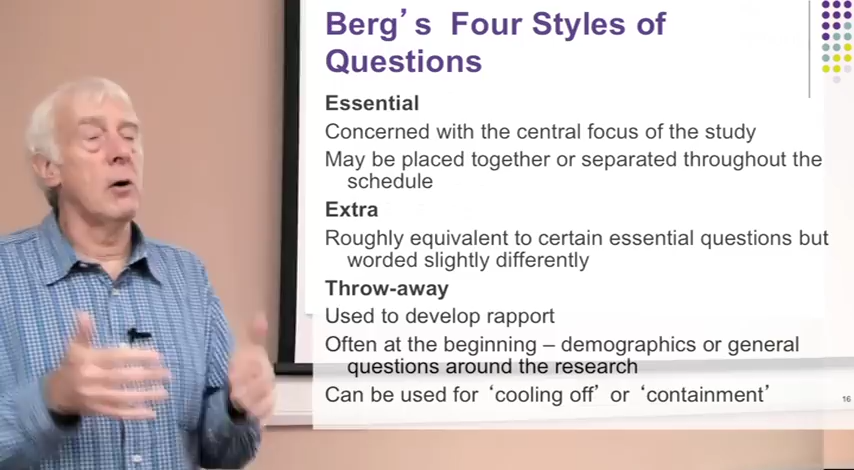 Berg’s Four Styles of
Questions
Essential
Concerned with the central focus of the study
May be placed together or separated throughout the
schedule
Extra
Roughly equivalent to certain essential questions but
worded slightly differently
Throw-away
Used to develop rapport
Often at the beginning – demographics or general
questions around the research
Can be used for ‘cooling off’ or ‘containment’
16